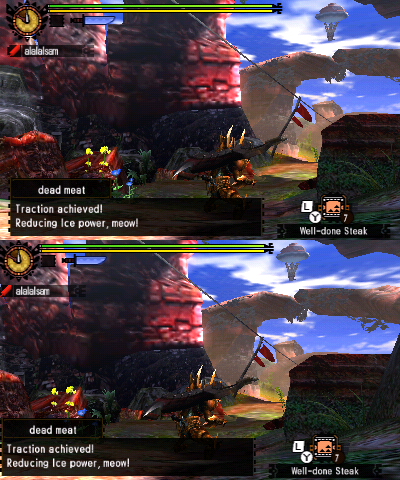 alalalsam
dead meat
Traction achieved!
Reducing Ice power, meow!
L
Y
7
Well-done Steak
alalalsam
dead meat
Traction achieved!
Reducing Ice power, meow!
L
Y
7
Well-done Steak